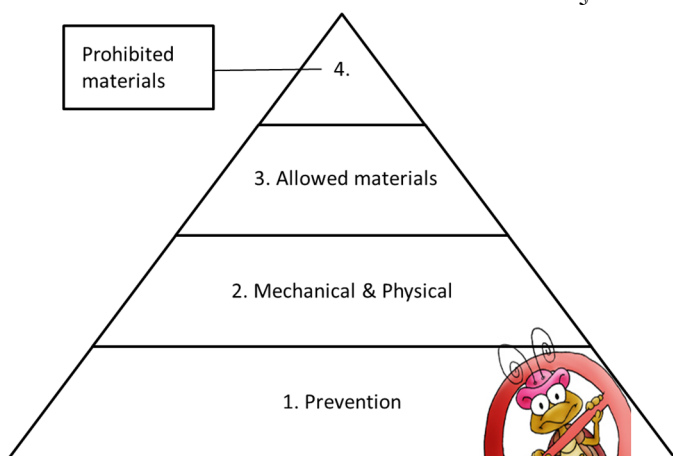 Prohibited
materials
4.
3. Allowed materials
2. Mechanical & Physical
1. Prevention